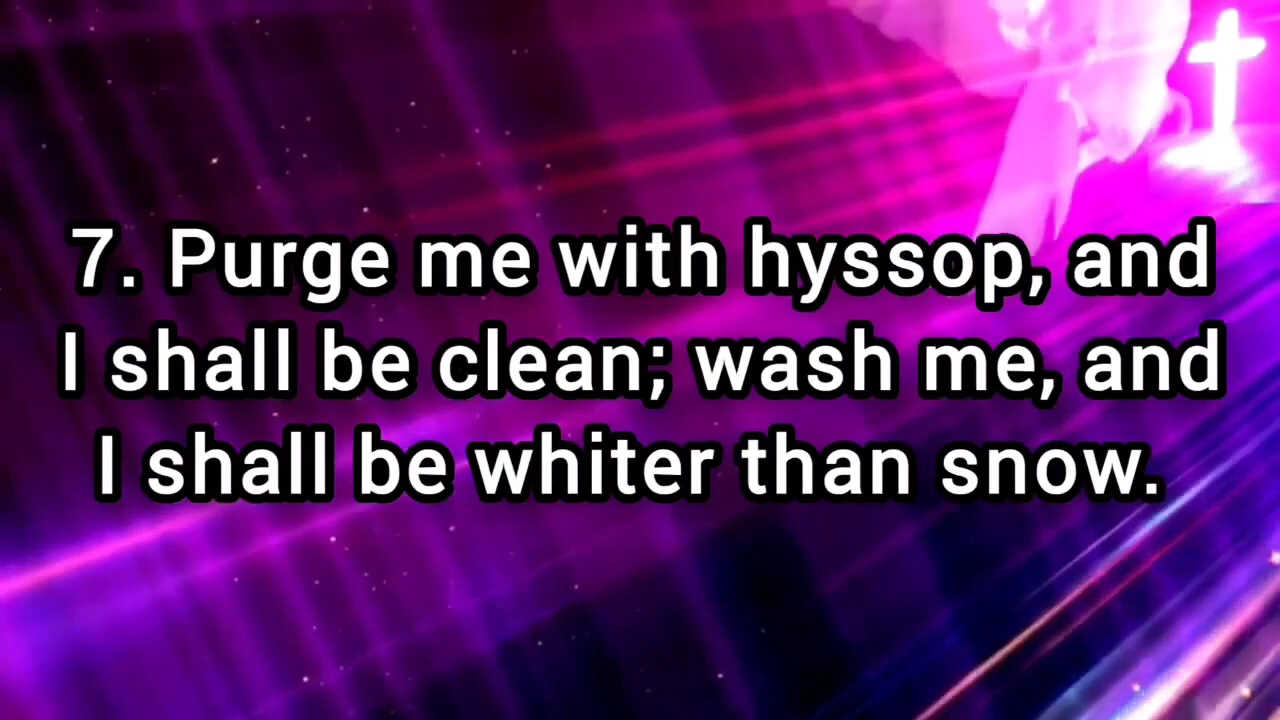 7. Purge me with hyssop, and
I shall be clean; wash me, and
I shall be whiter than snow.